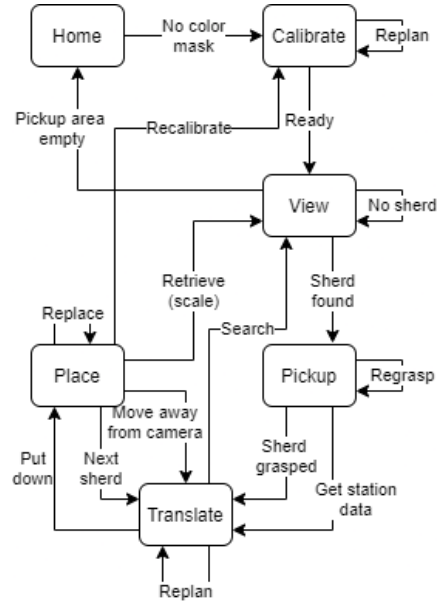 Home
No color
mask
Calibrate
Replan
Pickup area
empty
Recalibrate
Ready
View
No sherd
Retrieve
(scale)
Search
Sherd
found
Replace
Place
Pickup
Regrasp
Move away
from camera
Put
down
Next
sherd
Sherd
grasped
Get station
data
Translate
Replan